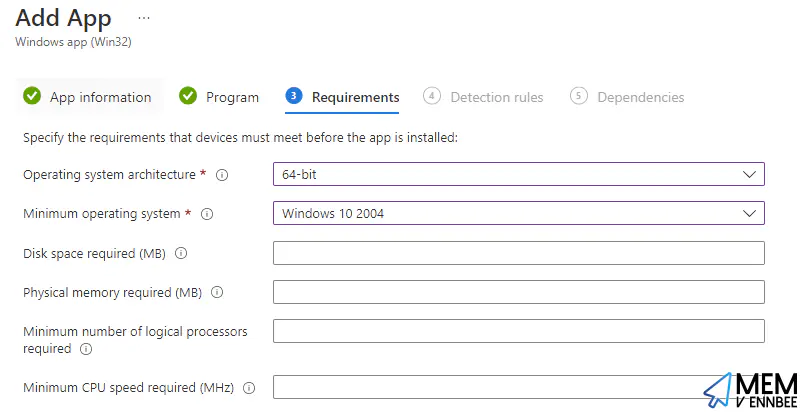 Add App ...
Windows app (Win32)
App information Program 3 Requirements 4 Detection rules 5 Dependencies
Specify the requirements that devices must meet before the app is installed:
Operating system architecture * 64-bit
Minimum operating system * Windows 10 2004
Disk space required (MB)
Physical memory required (MB)
Minimum number of logical processors
required
Minimum CPU speed required (MHz)
MEM
V ENNBEE